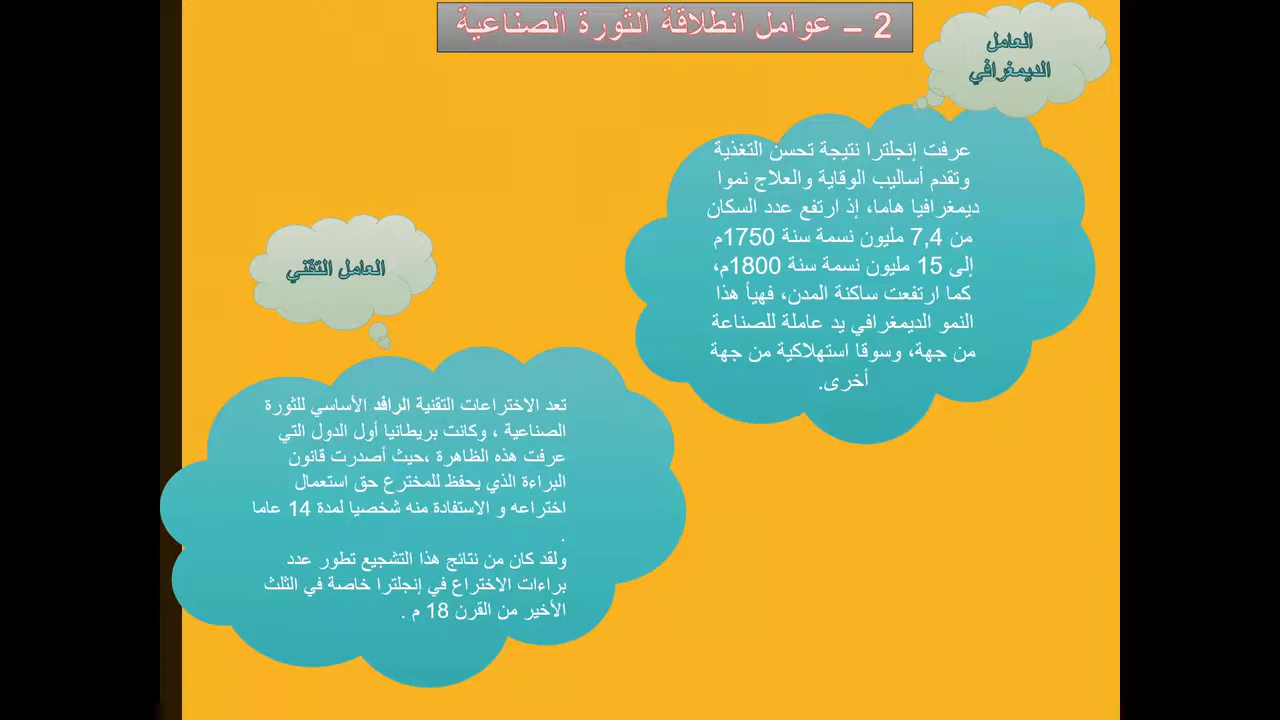 2 – عوامل انطلاقة الثورة الصناعية
العامل
الديمغرافي
عرفت إنجلترا نتيجة تحسن التغذية
وتقدم أساليب الوقاية والعلاج نموا
ديمغرافيا هاما، إذ ارتفع عدد السكان
من 7,4 مليون نسمة سنة 1750م
إلى 15 مليون نسمة سنة 1800م،
كما ارتفعت ساكنة المدن، فهيأ هذا
النمو الديمغرافي يد عاملة للصناعة
من جهة، وسوقا استهلاكية من جهة
أخرى.
العامل التقني
تعد الاختراعات التقنية الرافد الأساسي للثورة
الصناعية ، وكانت بريطانيا أول الدول التي
عرفت هذه الظاهرة ،حيث أصدرت قانون
البراءة الذي يحفظ للمخترع حق استعمال
اختراعه و الاستفادة منه شخصيا لمدة 14 عاما
.
ولقد كان من نتائج هذا التشجيع تطور عدد
براءات الاختراع في إنجلترا خاصة في الثلث
الأخير من القرن 18 م .